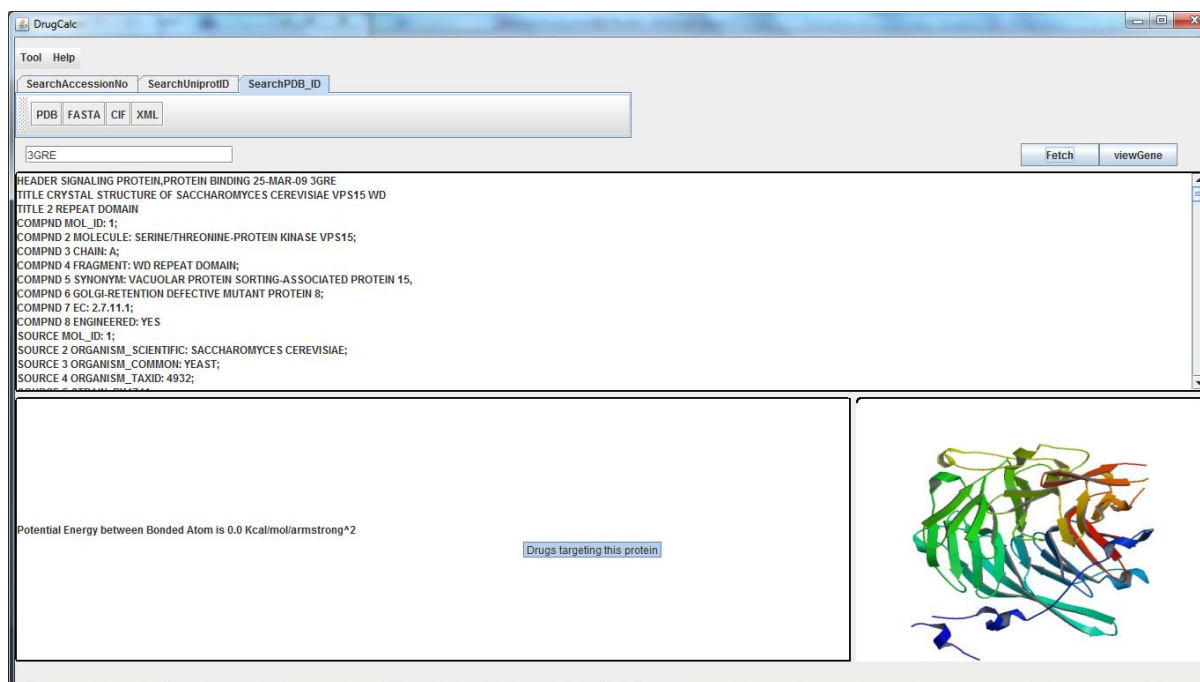 DrugCalc
Tool Help
SearchAccessionNo SearchUniprotID SearchPDB_ID
PDB FASTA CIF XML
3GRE
Fetch viewGene
HEADER SIGNALING PROTEIN,PROTEIN BINDING 25-MAR-09 3GRE
TITLE CRYSTAL STRUCTURE OF SACCHAROMYCES CEREVISIAE VPS15 WD
TITLE 2 REPEAT DOMAIN
COMPND MOL_ID: 1;
COMPND 2 MOLECULE: SERINE/THREONINE-PROTEIN KINASE VPS15;
COMPND 3 CHAIN: A;
COMPND 4 FRAGMENT: WD REPEAT DOMAIN;
COMPND 5 SYNONYM: VACUOLAR PROTEIN SORTING-ASSOCIATED PROTEIN 15,
COMPND 6 GOLGI-RETENTION DEFECTIVE MUTANT PROTEIN 8;
COMPND 7 EC: 2.7.11.1;
COMPND 8 ENGINEERED: YES
SOURCE MOL_ID: 1;
SOURCE 2 ORGANISM_SCIENTIFIC: SACCHAROMYCES CEREVISIAE;
SOURCE 3 ORGANISM_COMMON: YEAST;
SOURCE 4 ORGANISM_TAXID: 4932;
Potential Energy between Bonded Atom is 0.0 Kcal/mol/armstrong^2
Drugs targeting this protein